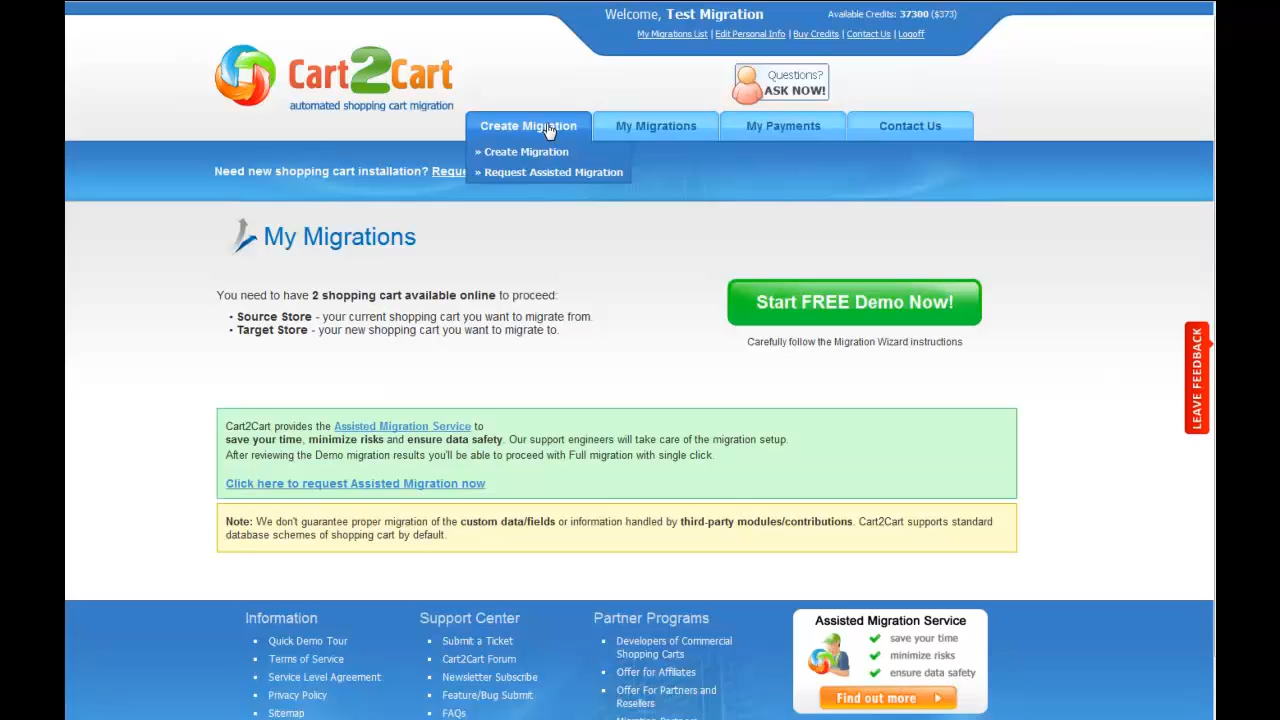 Welcome, Test Migration
Available Credits: 37300 ($373)
My Migrations List | Edit Personal Info | Buy Credits | Contact Us | Logoff
Cart2Cart
automated shopping cart migration
Questions?
ASK NOW!
Create Migration
My Migrations
My Payments
Contact Us
» Create Migration
» Request Assisted Migration
Need new shopping cart installation?
My Migrations
You need to have 2 shopping cart available online to proceed:
• Source Store - your current shopping cart you want to migrate from.
• Target Store - your new shopping cart you want to migrate to.
Start FREE Demo Now!
Carefully follow the Migration Wizard instructions
LEAVE FEEDBACK
Cart2Cart provides the Assisted Migration Service to
save your time, minimize risks and ensure data safety. Our support engineers will take care of the migration setup.
After reviewing the Demo migration results you'll be able to proceed with Full migration with single click.
Click here to request Assisted Migration now
Note: We don't guarantee proper migration of the custom data/fields or information handled by third-party modules/contributions. Cart2Cart supports standard
database schemes of shopping cart by default.
Information
Quick Demo Tour
Terms of Service
Service Level Agreement
Privacy Policy
Sitemap
Support Center
Submit a Ticket
Cart2Cart Forum
Newsletter Subscribe
Feature/Bug Submit
FAQs
Partner Programs
Developers of Commercial
Shopping Carts
Offer for Affiliates
Offer For Partners and
Resellers
Assisted Migration Service
save your time
minimize risks
ensure data safety
Find out more